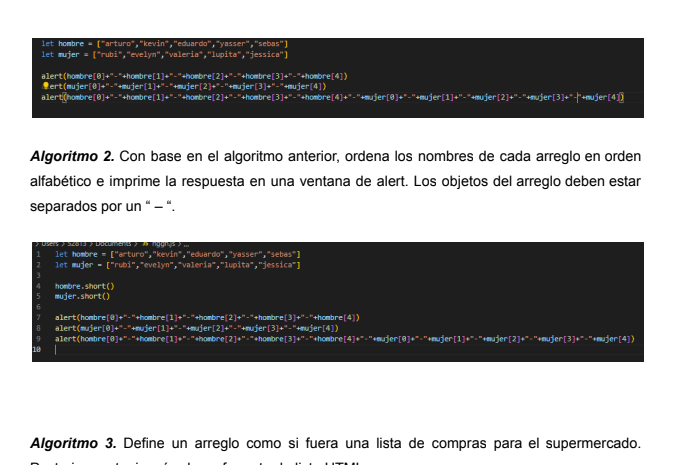 let hombre = ["arturo","kevin","eduardo","yasser","sebas"]
let mujer = ["rubi","evelyn","valeria","lupita","jessica"]
alert(hombre[0]+"-"+hombre[1]+"-"+hombre[2]+"-"+hombre[3]+"-"+hombre[4])
ert(mujer[0]+"-"+mujer[1]+"-"+mujer[2]+"-"+mujer[3]+"-"+mujer[4])
alert(hombre[0]+"-"+hombre[1]+"-"+hombre[2]+"-"+hombre[3]+"-"+hombre[4]+"-"+mujer[0]+"-"+mujer[1]+"-"+mujer[2]+"-"+mujer[3]+"-"+mujer[4])
Algoritmo 2. Con base en el algoritmo anterior, ordena los nombres de cada arreglo en orden
alfabético e imprime la respuesta en una ventana de alert. Los objetos del arreglo deben estar
separados por un “ – “.
> Users > S2813 > Documents > JS > ...
1 let hombre = ["arturo","kevin","eduardo","yasser","sebas"]
2 let mujer = ["rubi","evelyn","valeria","lupita","jessica"]
3
4 hombre.short()
5 mujer.short()
6
7 alert(hombre[0]+"-"+hombre[1]+"-"+hombre[2]+"-"+hombre[3]+"-"+hombre[4])
8 alert(mujer[0]+"-"+mujer[1]+"-"+mujer[2]+"-"+mujer[3]+"-"+mujer[4])
9 alert(hombre[0]+"-"+hombre[1]+"-"+hombre[2]+"-"+hombre[3]+"-"+hombre[4]+"-"+mujer[0]+"-"+mujer[1]+"-"+mujer[2]+"-"+mujer[3]+"-"+mujer[4])
10
Algoritmo 3. Define un arreglo como si fuera una lista de compras para el supermercado.